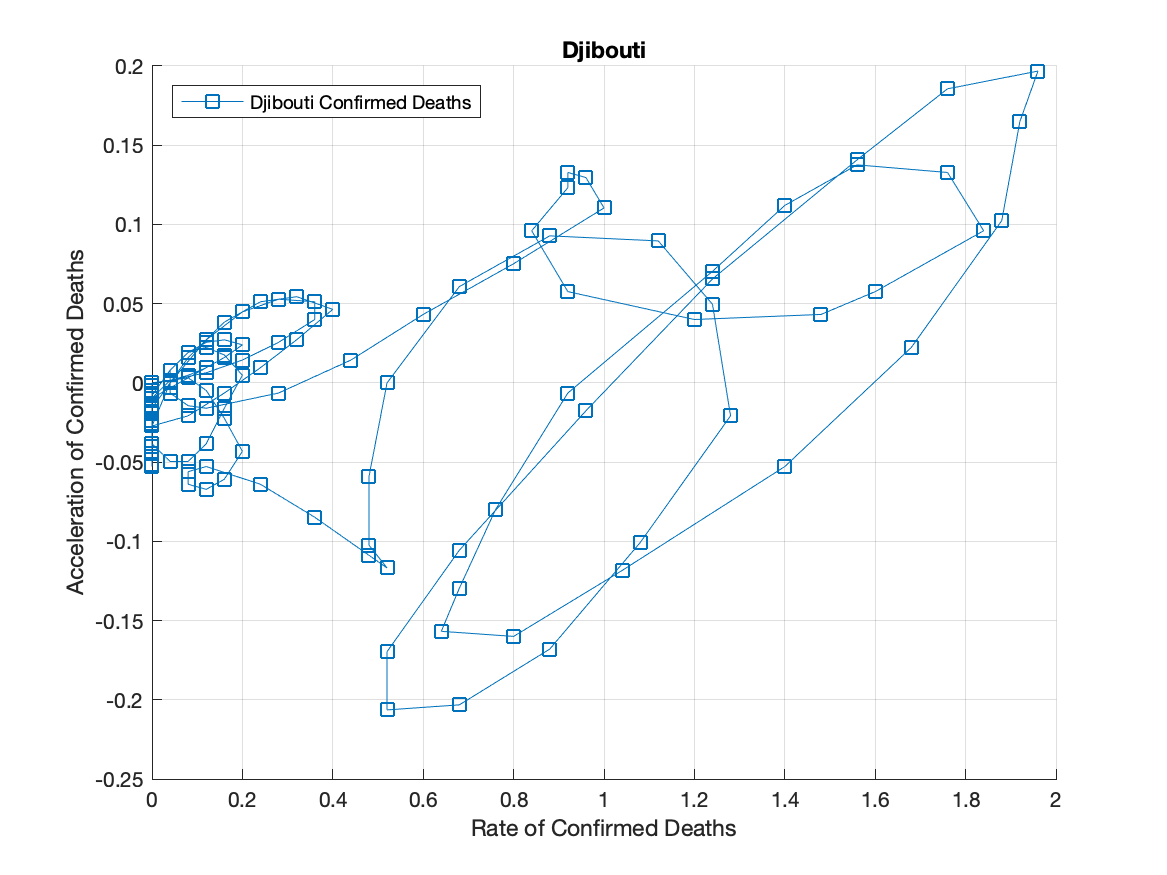 Djibouti
Djibouti Confirmed Deaths
0.2
0.15
0.1
0.05
0
-0.05
-0.1
-0.15
-0.2
-0.25
Acceleration of Confirmed Deaths
0 0.2 0.4 0.6 0.8 1 1.2 1.4 1.6 1.8 2
Rate of Confirmed Deaths